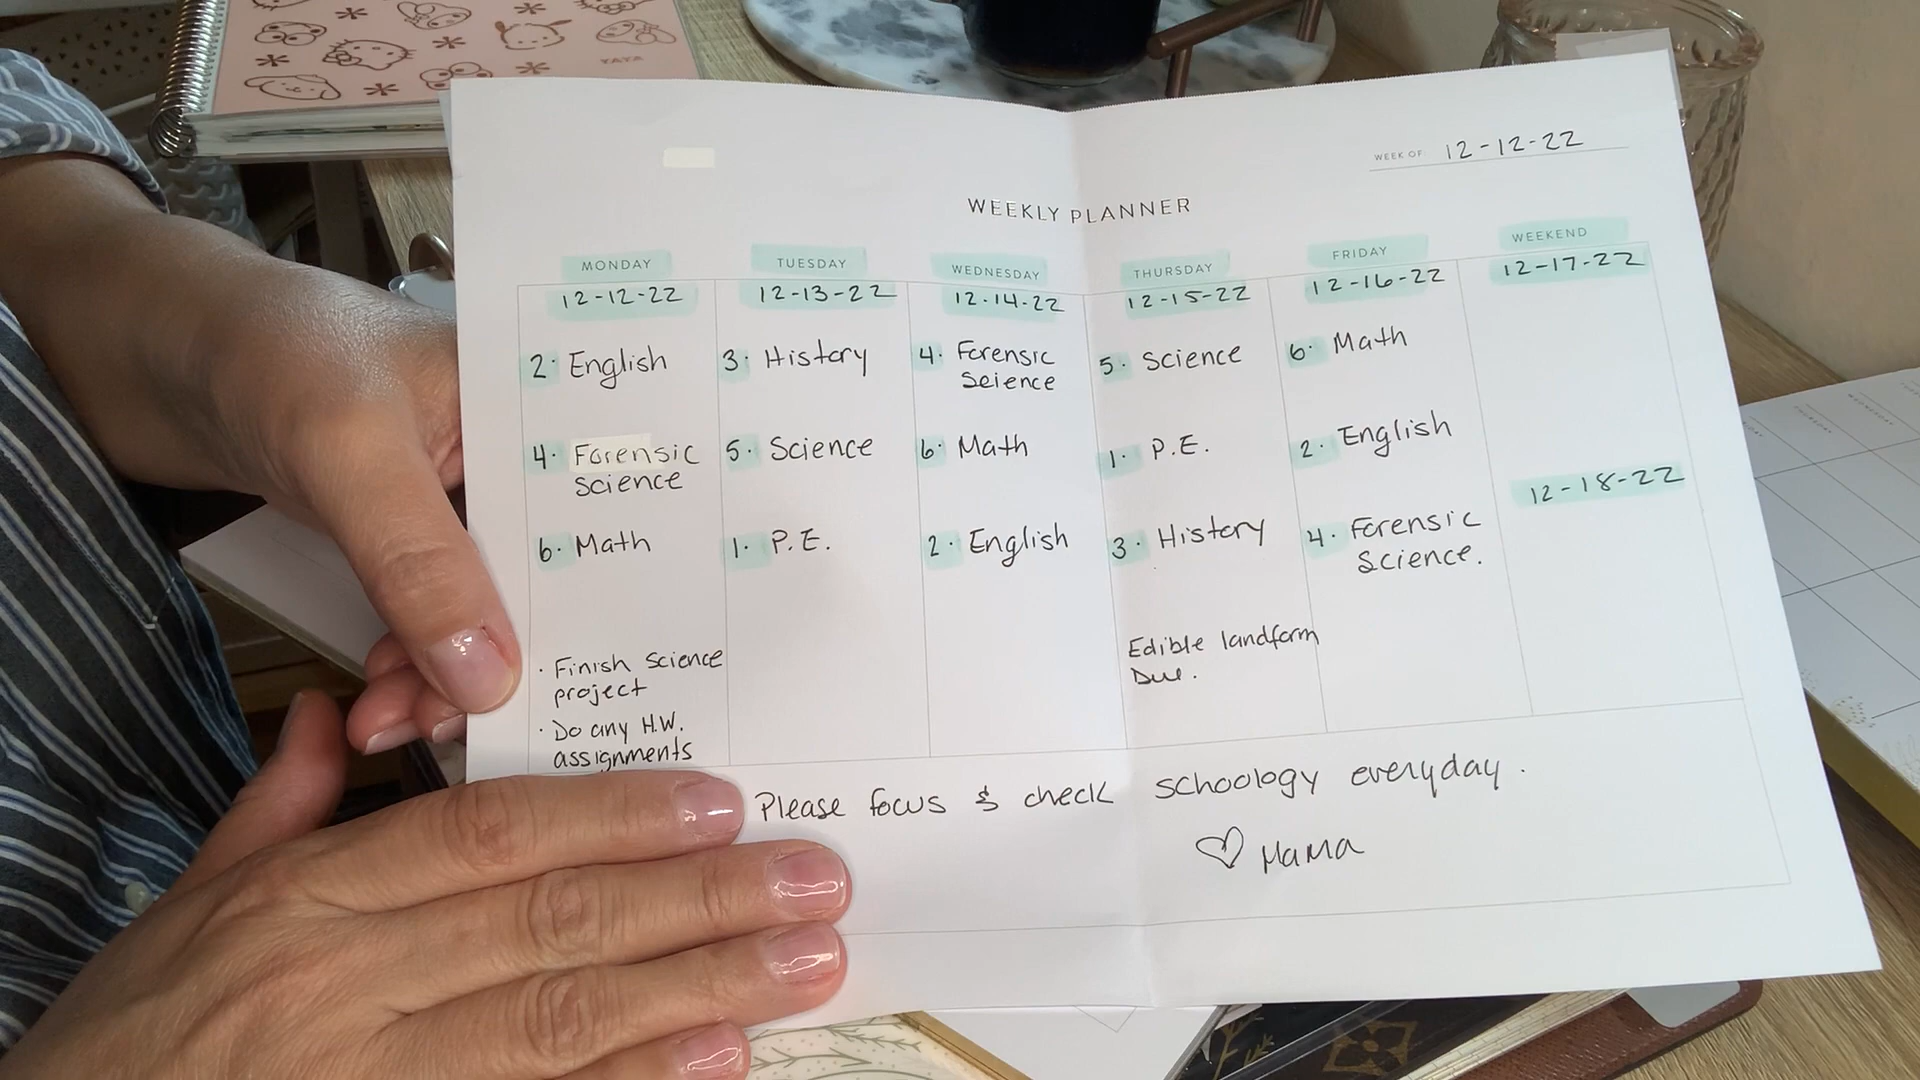 YAYA
WEEK OF: 12-12-22
WEEKLY PLANNER
MONDAY
12-12-22
2. English
4. Forensic
Science
6. Math
· Finish Science
project
· Do any H.W.
assignments
TUESDAY
12-13-22
3. History
5. Science
1. P.E.
WEDNESDAY
12.14.22
4. Forensic
Science
6. Math
2. English
THURSDAY
12-15-22
5. Science
1. P.E.
3. History
Edible landform
Due.
FRIDAY
12-16-22
6. Math
2. English
4. Forensic
Science.
WEEKEND
12-17-22
12-18-22
Please focus & check schoology everyday.
♡ MaMa